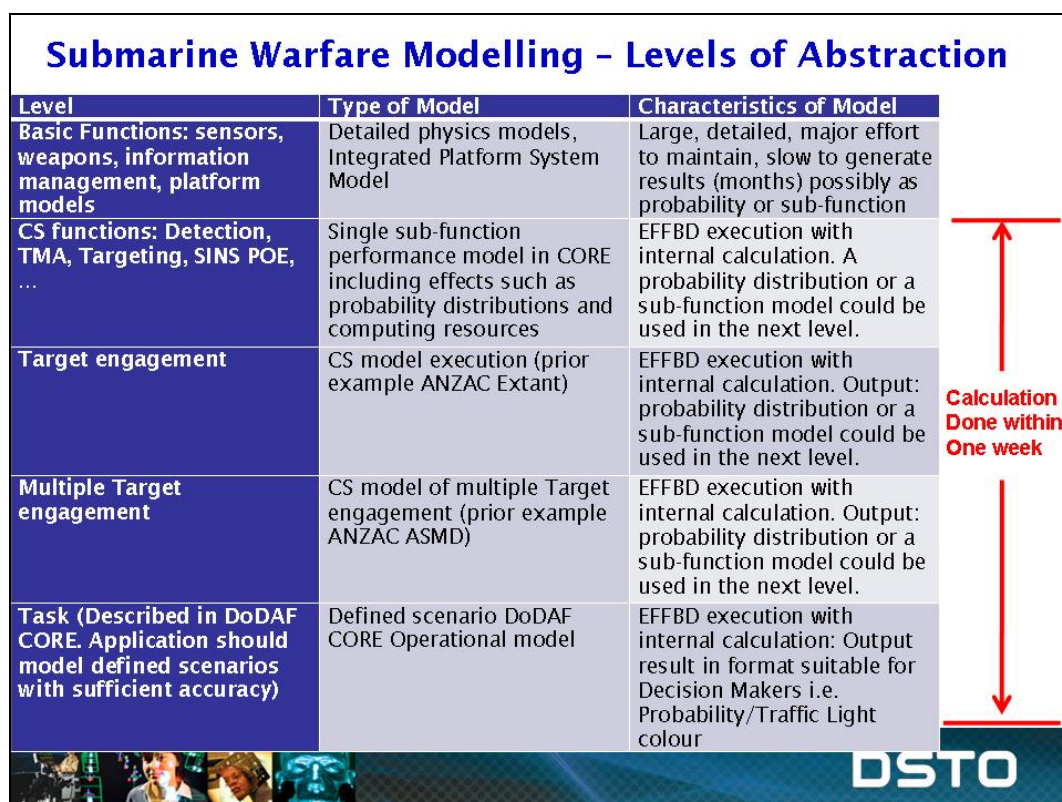 Submarine Warfare Modelling – Levels of Abstraction
Level
Type of Model
Characteristics of Model
Basic Functions: sensors,
weapons, information
management, platform
models
Detailed physics models,
Integrated Platform System
Model
Large, detailed, major effort
to maintain, slow to generate
results (months) possibly as
probability or sub-function
CS functions: Detection,
TMA, Targeting, SINS POE,
…
Single sub-function
performance model in CORE
including effects such as
probability distributions and
computing resources
EFFBD execution with
internal calculation. A
probability distribution or a
sub-function model could be
used in the next level.
Target engagement
CS model execution (prior
example ANZAC Extant)
EFFBD execution with
internal calculation. Output:
probability distribution or a
sub-function model could be
used in the next level.
Multiple Target
engagement
CS model of multiple Target
engagement (prior example
ANZAC ASMD)
EFFBD execution with
internal calculation. Output:
probability distribution or a
sub-function model could be
used in the next level.
Task (Described in DoDAF
CORE. Application should
model defined scenarios
with sufficient accuracy)
Defined scenario DoDAF
CORE Operational model
EFFBD execution with
internal calculation: Output
result in format suitable for
Decision Makers i.e.
Probability/Traffic Light
colour
Calculation
Done within
One week
DSTO